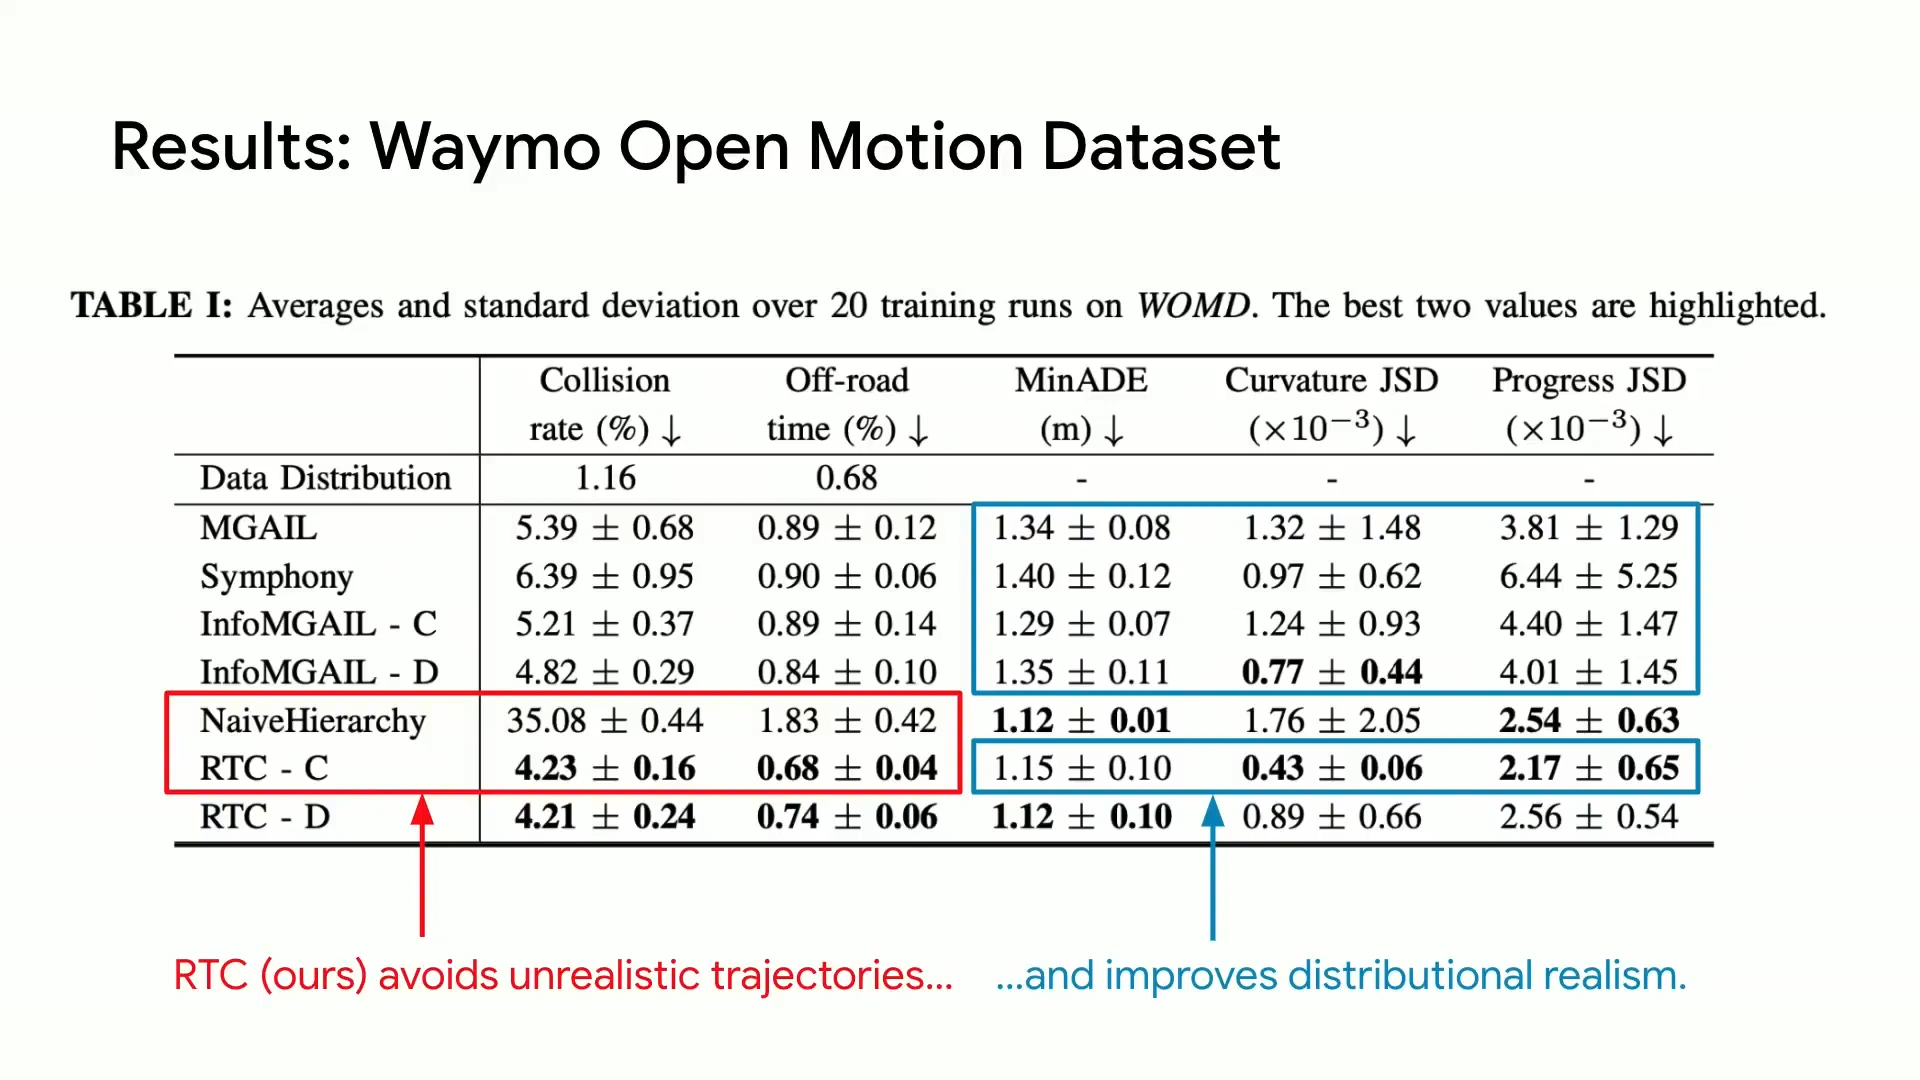 Results: Waymo Open Motion Dataset
TABLE I: Averages and standard deviation over 20 training runs on WOMD. The best two values are highlighted.
Collision Off-road MinADE Curvature JSD Progress JSD
rate (%) ↓ time (%) ↓ (m) ↓ (×10⁻³) ↓ (×10⁻³) ↓
Data Distribution 1.16 0.68 - - -
MGAIL 5.39 ± 0.68 0.89 ± 0.12 1.34 ± 0.08 1.32 ± 1.48 3.81 ± 1.29
Symphony 6.39 ± 0.95 0.90 ± 0.06 1.40 ± 0.12 0.97 ± 0.62 6.44 ± 5.25
InfoMGAIL - C 5.21 ± 0.37 0.89 ± 0.14 1.29 ± 0.07 1.24 ± 0.93 4.40 ± 1.47
InfoMGAIL - D 4.82 ± 0.29 0.84 ± 0.10 1.35 ± 0.11 0.77 ± 0.44 4.01 ± 1.45
NaiveHierarchy 35.08 ± 0.44 1.83 ± 0.42 1.12 ± 0.01 1.76 ± 2.05 2.54 ± 0.63
RTC - C 4.23 ± 0.16 0.68 ± 0.04 1.15 ± 0.10 0.43 ± 0.06 2.17 ± 0.65
RTC - D 4.21 ± 0.24 0.74 ± 0.06 1.12 ± 0.10 0.89 ± 0.66 2.56 ± 0.54
RTC (ours) avoids unrealistic trajectories... ...and improves distributional realism.